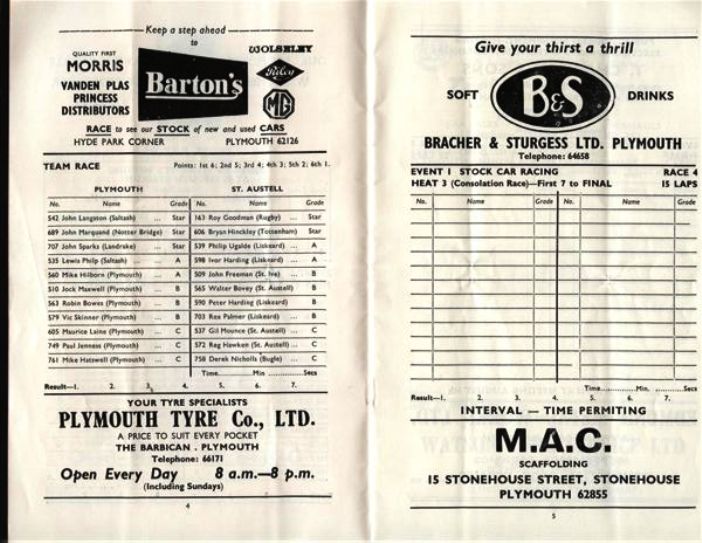 Keep a step ahead
to
QUALITY FIRST
MORRIS
VANDEN PLAS
PRINCESS
DISTRIBUTORS
Barton's
WOLSELEY
Riley
MG
RACE to see our STOCK of new and used CARS
HYDE PARK CORNER PLYMOUTH 62126
TEAM RACE Points: 1st 6; 2nd 5; 3rd 4; 4th 3; 5th 2; 6th 1.
PLYMOUTH ST. AUSTELL
No. Name Grade No. Name Grade
542 John Langston (Saltash) ... Star 163 Roy Goodman (Rugby) ... Star
689 John Marquand (Notter Bridge) Star 606 Bryan Hinckley (Tottenham) Star
707 John Sparks (Landrake) ... Star 539 Philip Ugalde (Liskeard) ... A
535 Lewis Philp (Saltash) ... A 598 Ivor Harding (Liskeard) ... A
560 Mike Hilborn (Plymouth) ... A 509 John Freeman (St. Ive) ... B
510 Jock Maxwell (Plymouth) ... B 565 Walter Bovey (St. Austell) B
563 Robin Bowes (Plymouth) ... B 590 Peter Harding (Liskeard) B
579 Vic Skinner (Plymouth) ... B 703 Rex Palmer (Liskeard) ... B
605 Maurice Laine (Plymouth) ... C 537 Gil Mounce (St. Austell) ... C
749 Paul Jenness (Plymouth) ... C 572 Reg Hawken (St. Austell) ... C
761 Mike Hatswell (Plymouth) ... C 758 Derek Nicholls (Bugle) ... C
Time............Min ............Secs
Result—1. 2. 3. 4. 5. 6. 7.
YOUR TYRE SPECIALISTS
PLYMOUTH TYRE Co., LTD.
A PRICE TO SUIT EVERY POCKET
THE BARBICAN . PLYMOUTH
Telephone: 66171
Open Every Day 8 a.m.—8 p.m.
(Including Sundays)
4
Give your thirst a thrill
SOFT B&S DRINKS
BRACHER & STURGESS LTD. PLYMOUTH
Telephone: 64658
EVENT 1 STOCK CAR RACING RACE 4
HEAT 3 (Consolation Race)—First 7 to FINAL 15 LAPS
No. Name Grade No. Name Grade
Time............Min. ............Secs
Result—1. 2. 3. 4. 5. 6. 7.
INTERVAL — TIME PERMITING
M.A.C.
SCAFFOLDING
15 STONEHOUSE STREET, STONEHOUSE
PLYMOUTH 62855
5